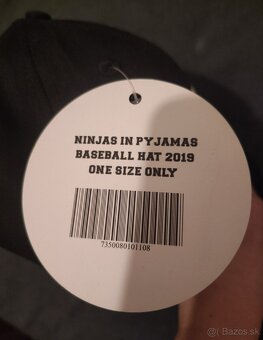 NINJAS IN PYJAMAS
BASEBALL HAT 2019
ONE SIZE ONLY
7350080101108
Bazos.sk